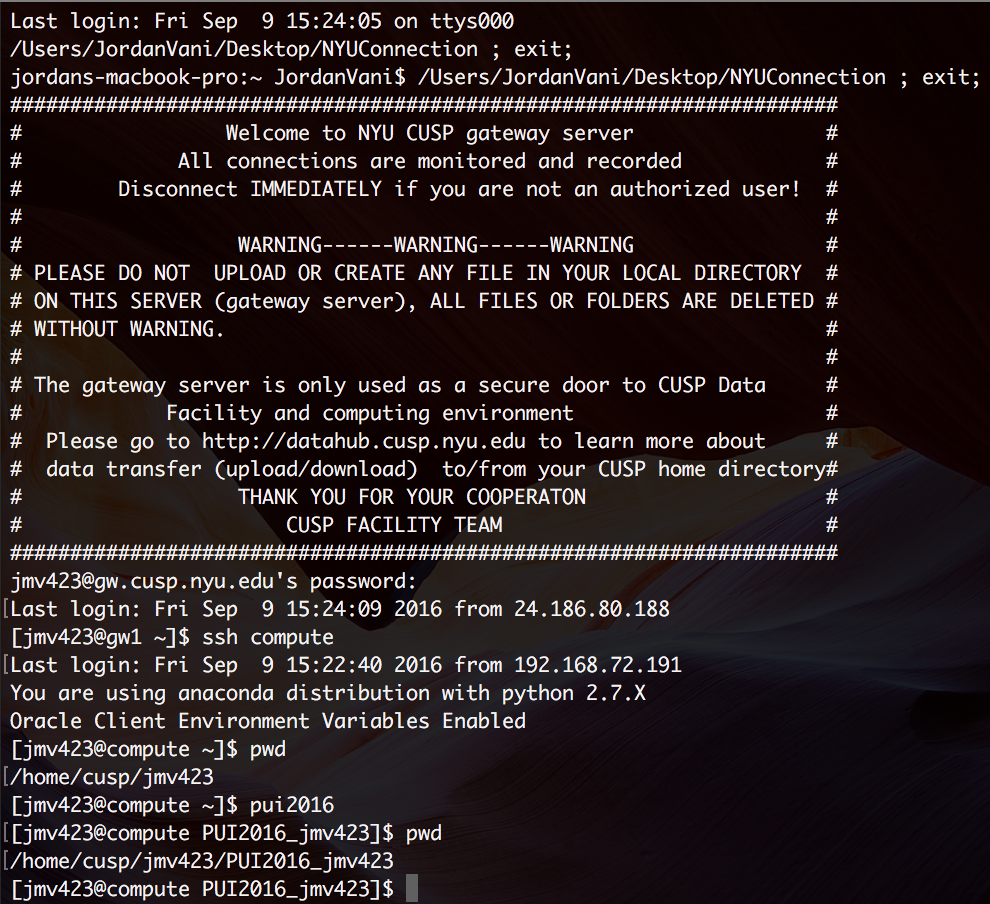 Last login: Fri Sep  9 15:24:05 on ttys000
/Users/JordanVani/Desktop/NYUConnection ; exit;
jordans-macbook-pro:~ JordanVani$ /Users/JordanVani/Desktop/NYUConnection ; exit;
#####################################################################
#                 Welcome to NYU CUSP gateway server                #
#             All connections are monitored and recorded            #
#        Disconnect IMMEDIATELY if you are not an authorized user!  #
#                                                                   #
#                  WARNING------WARNING------WARNING                #
# PLEASE DO NOT  UPLOAD OR CREATE ANY FILE IN YOUR LOCAL DIRECTORY  #
# ON THIS SERVER (gateway server), ALL FILES OR FOLDERS ARE DELETED #
# WITHOUT WARNING.                                                  #
#                                                                   #
# The gateway server is only used as a secure door to CUSP Data     #
#            Facility and computing environment                     #
#  Please go to http://datahub.cusp.nyu.edu to learn more about     #
#  data transfer (upload/download)  to/from your CUSP home directory#
#                  THANK YOU FOR YOUR COOPERATON                    #
#                      CUSP FACILITY TEAM                           #
#####################################################################
jmv423@gw.cusp.nyu.edu's password:
[Last login: Fri Sep  9 15:24:09 2016 from 24.186.80.188
[jmv423@gw1 ~]$ ssh compute
[Last login: Fri Sep  9 15:22:40 2016 from 192.168.72.191
You are using anaconda distribution with python 2.7.X
Oracle Client Environment Variables Enabled
[jmv423@compute ~]$ pwd
[/home/cusp/jmv423
[jmv423@compute ~]$ pui2016
[[jmv423@compute PUI2016_jmv423]$ pwd
[/home/cusp/jmv423/PUI2016_jmv423
[jmv423@compute PUI2016_jmv423]$